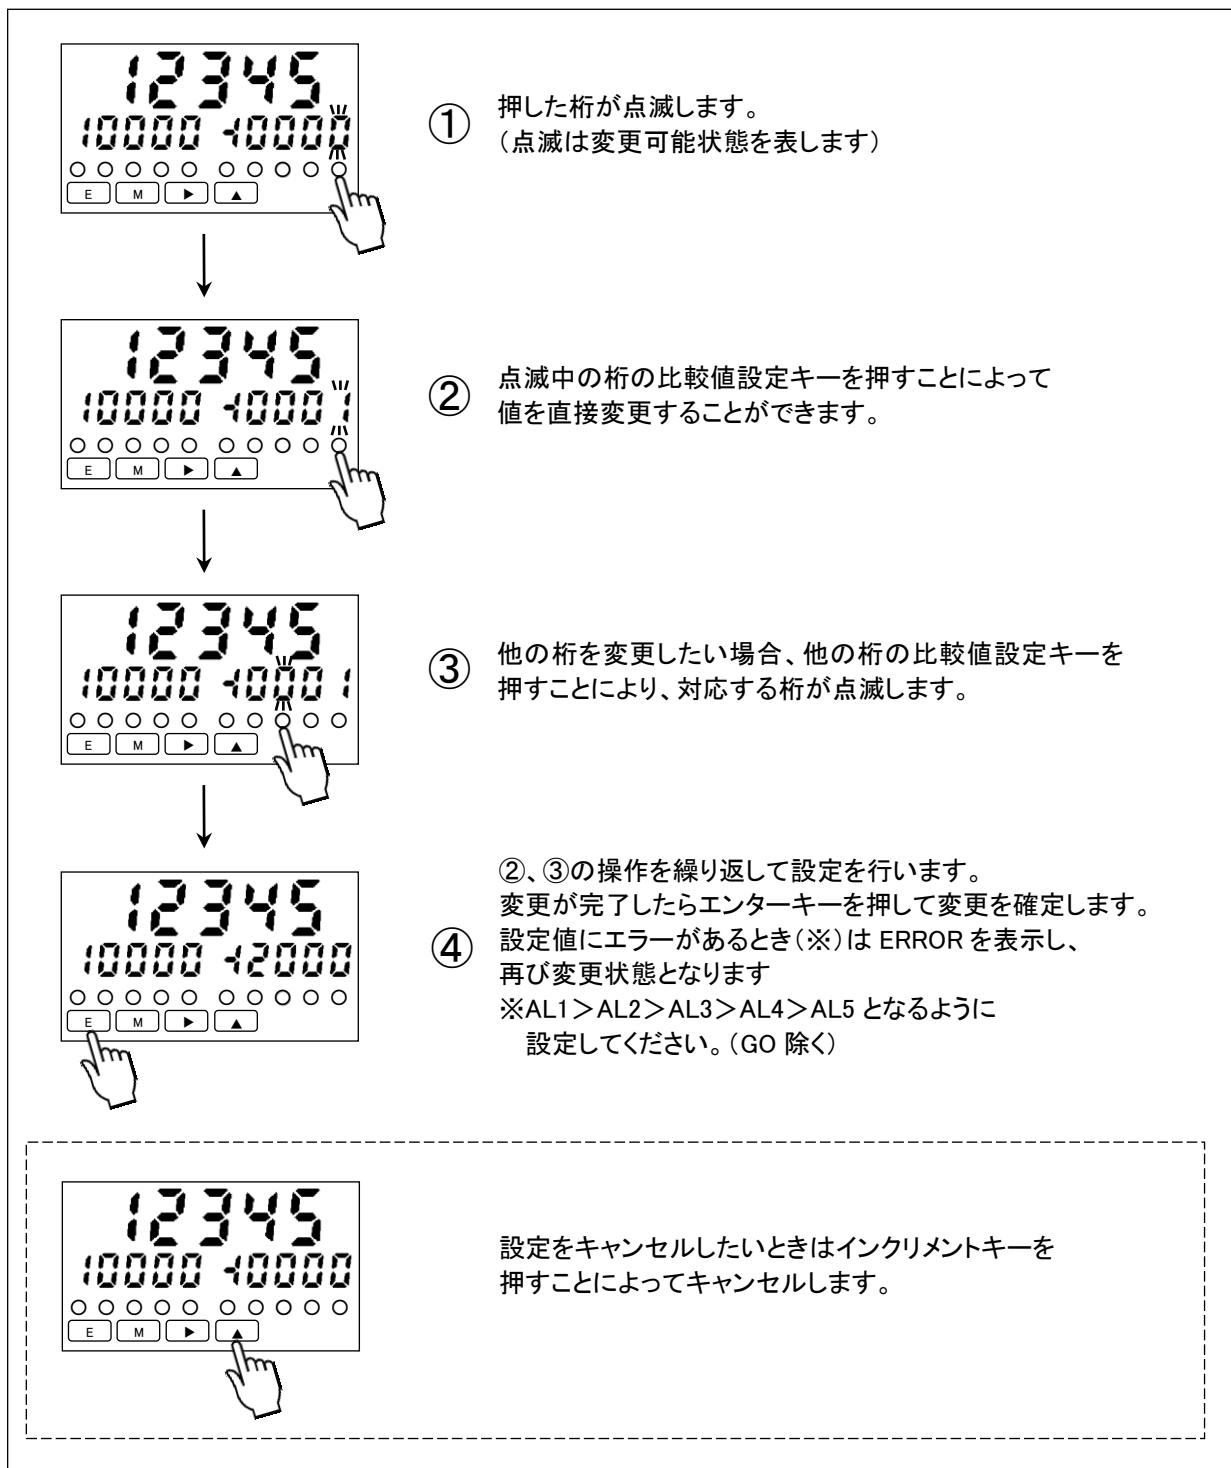 12345
10000 -10000
E M ▶ ▲
① 押した桁が点滅します。
(点滅は変更可能状態を表します)
12345
10000 -10001
E M ▶ ▲
② 点滅中の桁の比較値設定キーを押すことによって
値を直接変更することができます。
12345
10000 -10001
E M ▶ ▲
③ 他の桁を変更したい場合、他の桁の比較値設定キーを
押すことにより、対応する桁が点滅します。
12345
10000 -12000
E M ▶ ▲
④ ②、③の操作を繰り返して設定を行います。
変更が完了したらエンターキーを押して変更を確定します。
設定値にエラーがあるとき(※)は ERROR を表示し、
再び変更状態となります
※AL1>AL2>AL3>AL4>AL5 となるように
設定してください。(GO 除く)
12345
10000 -10000
E M ▶ ▲
設定をキャンセルしたいときはインクリメントキーを
押すことによってキャンセルします。